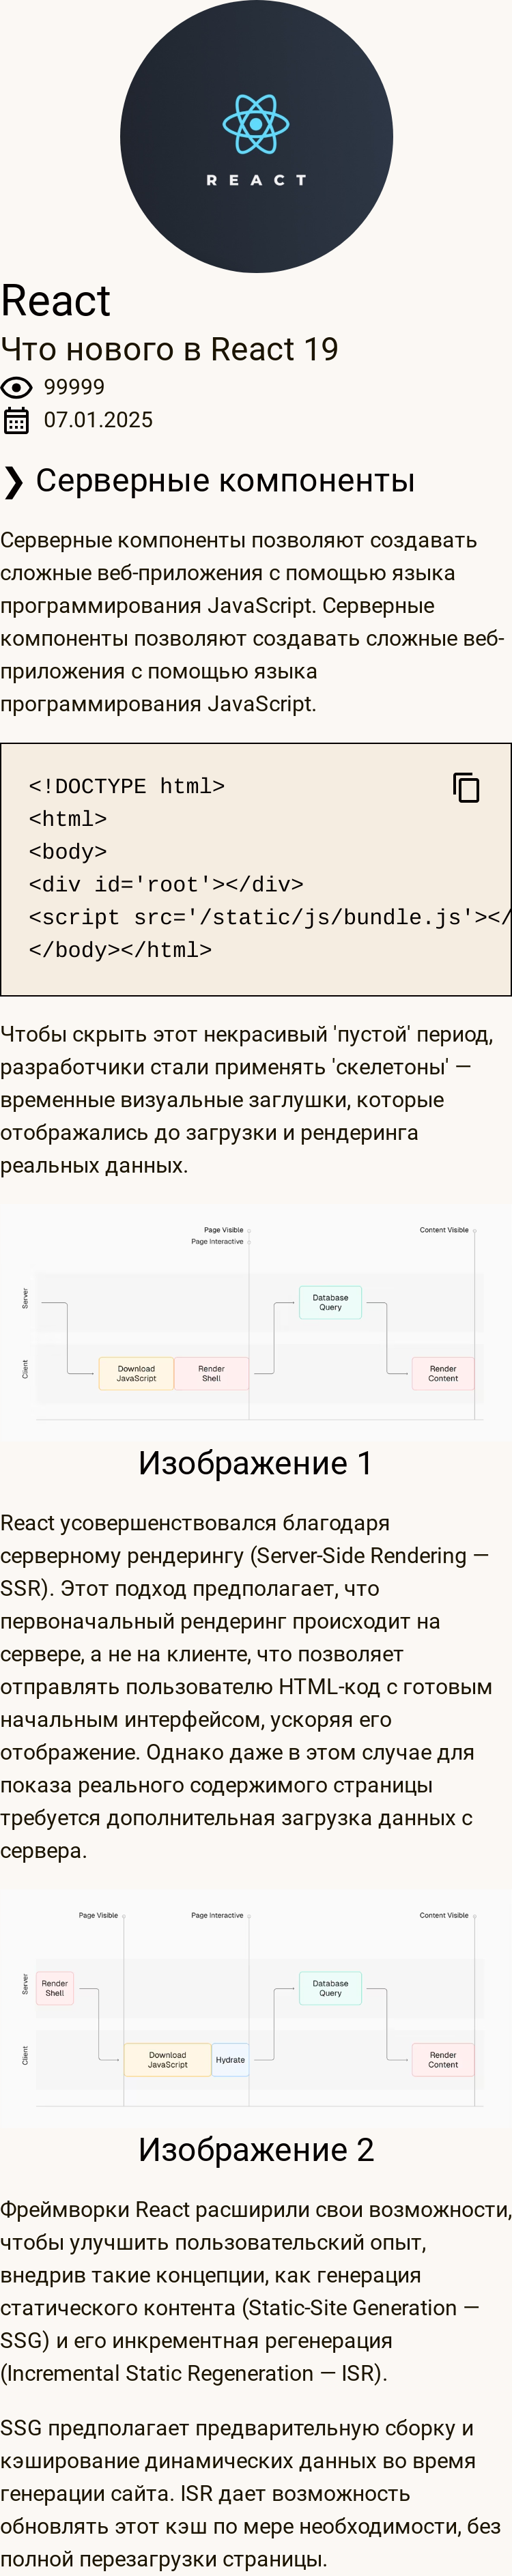 REACT
React
Что нового в React 19
99999
07.01.2025
❯ Серверные компоненты
Серверные компоненты позволяют создавать
сложные веб-приложения с помощью языка
программирования JavaScript. Серверные
компоненты позволяют создавать сложные веб-
приложения с помощью языка
программирования JavaScript.
<!DOCTYPE html>
<html>
<body>
<div id='root'></div>
<script src='/static/js/bundle.js'></
</body></html>
Чтобы скрыть этот некрасивый 'пустой' период,
разработчики стали применять 'скелетоны' —
временные визуальные заглушки, которые
отображались до загрузки и рендеринга
реальных данных.
Page Visible
Content Visible
Page Interactive
Server
Database
Query
Client
Download
JavaScript
Render
Shell
Render
Content
Изображение 1
React усовершенствовался благодаря
серверному рендерингу (Server-Side Rendering —
SSR). Этот подход предполагает, что
первоначальный рендеринг происходит на
сервере, а не на клиенте, что позволяет
отправлять пользователю HTML-код с готовым
начальным интерфейсом, ускоряя его
отображение. Однако даже в этом случае для
показа реального содержимого страницы
требуется дополнительная загрузка данных с
сервера.
Page Visible
Page Interactive
Content Visible
Server
Render
Shell
Database
Query
Client
Download
JavaScript
Hydrate
Render
Content
Изображение 2
Фреймворки React расширили свои возможности,
чтобы улучшить пользовательский опыт,
внедрив такие концепции, как генерация
статического контента (Static-Site Generation —
SSG) и его инкрементная регенерация
(Incremental Static Regeneration — ISR).
SSG предполагает предварительную сборку и
кэширование динамических данных во время
генерации сайта. ISR дает возможность
обновлять этот кэш по мере необходимости, без
полной перезагрузки страницы.